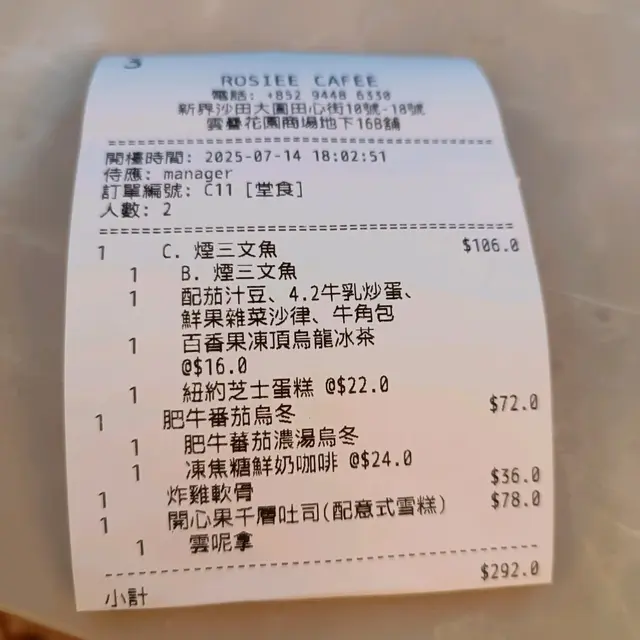 3
ROSIEE CAFEE
電話: +852 9448 6330
新界沙田大圍田心街10號-18號
雲疊花園商場地下16B舖
開檯時間: 2025-07-14 18:02:51
侍應: manager
訂單編號: C11 [堂食]
人數: 2
1 C. 煙三文魚 $106.0
1 B. 煙三文魚
1 配茄汁豆、4.2牛乳炒蛋、
鮮果雜菜沙律、牛角包
1 百香果凍頂烏龍冰茶
@$16.0
1 紐約芝士蛋糕 @$22.0
1 肥牛蕃茄烏冬 $72.0
1 肥牛蕃茄濃湯烏冬
1 凍焦糖鮮奶咖啡 @$24.0
1 炸雞軟骨 $36.0
1 開心果千層吐司(配意式雪糕) $78.0
1 雲呢拿
小計 $292.0